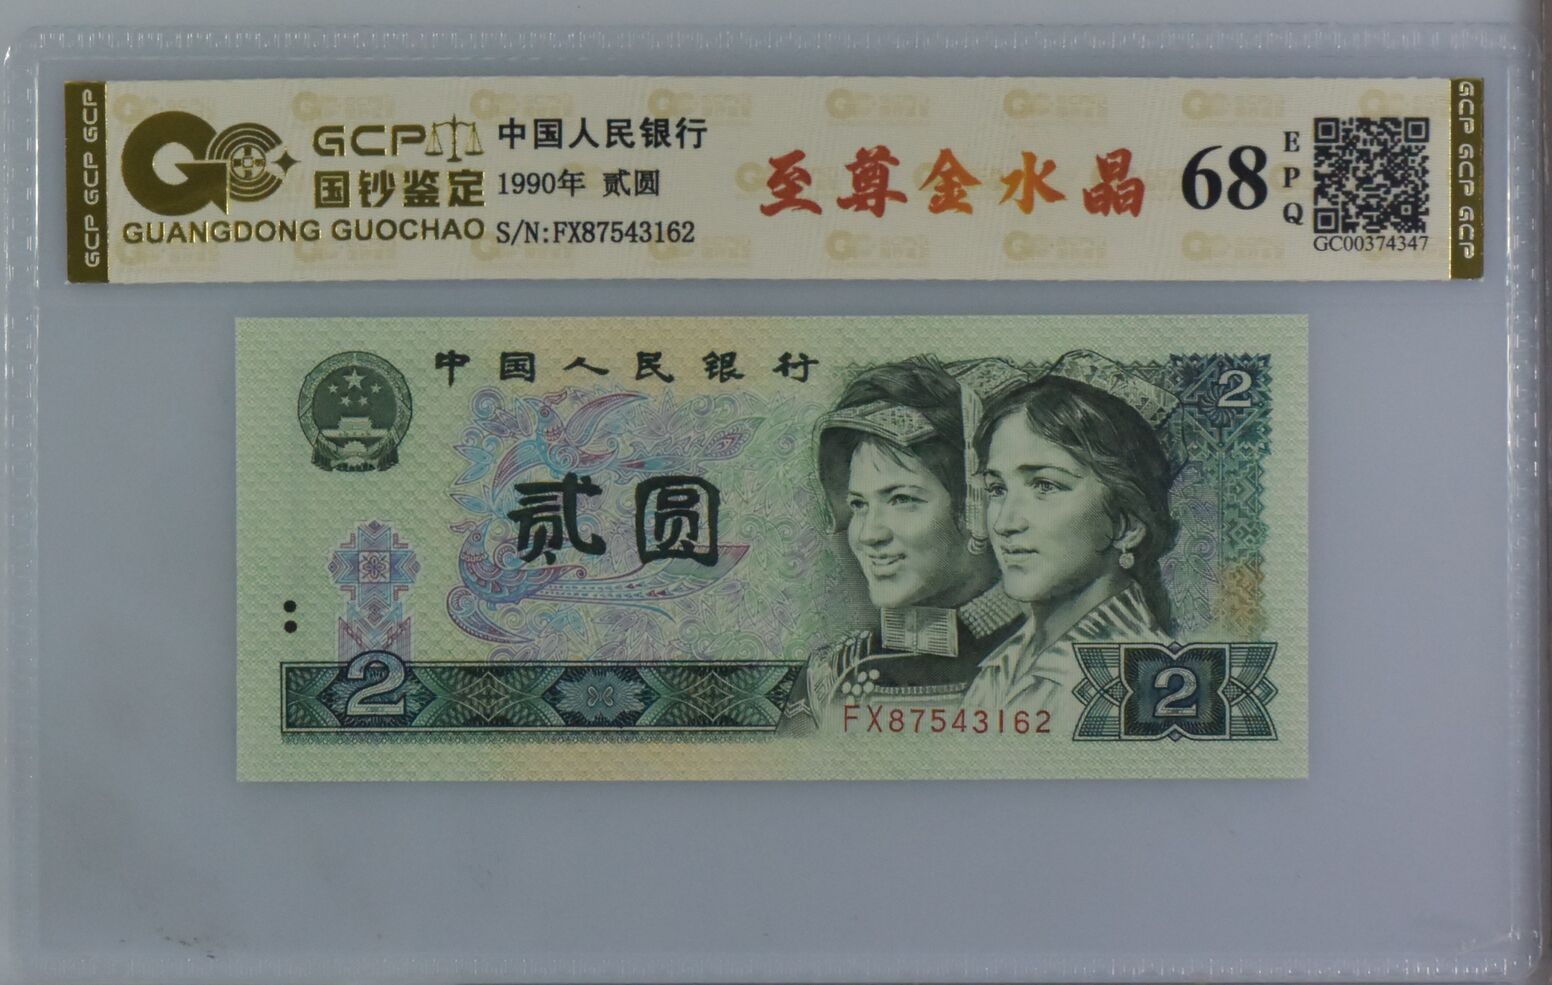 GCP GCP GCP
GCP
国钞鉴定
GUANGDONG GUOCHAO
中国人民银行
1990年 贰圆
S/N:FX87543162
至尊金水晶
68
EPQ
GC00374347
GCP GCP GCP
中国人民银行
2
贰圆
2
FX87543162
2